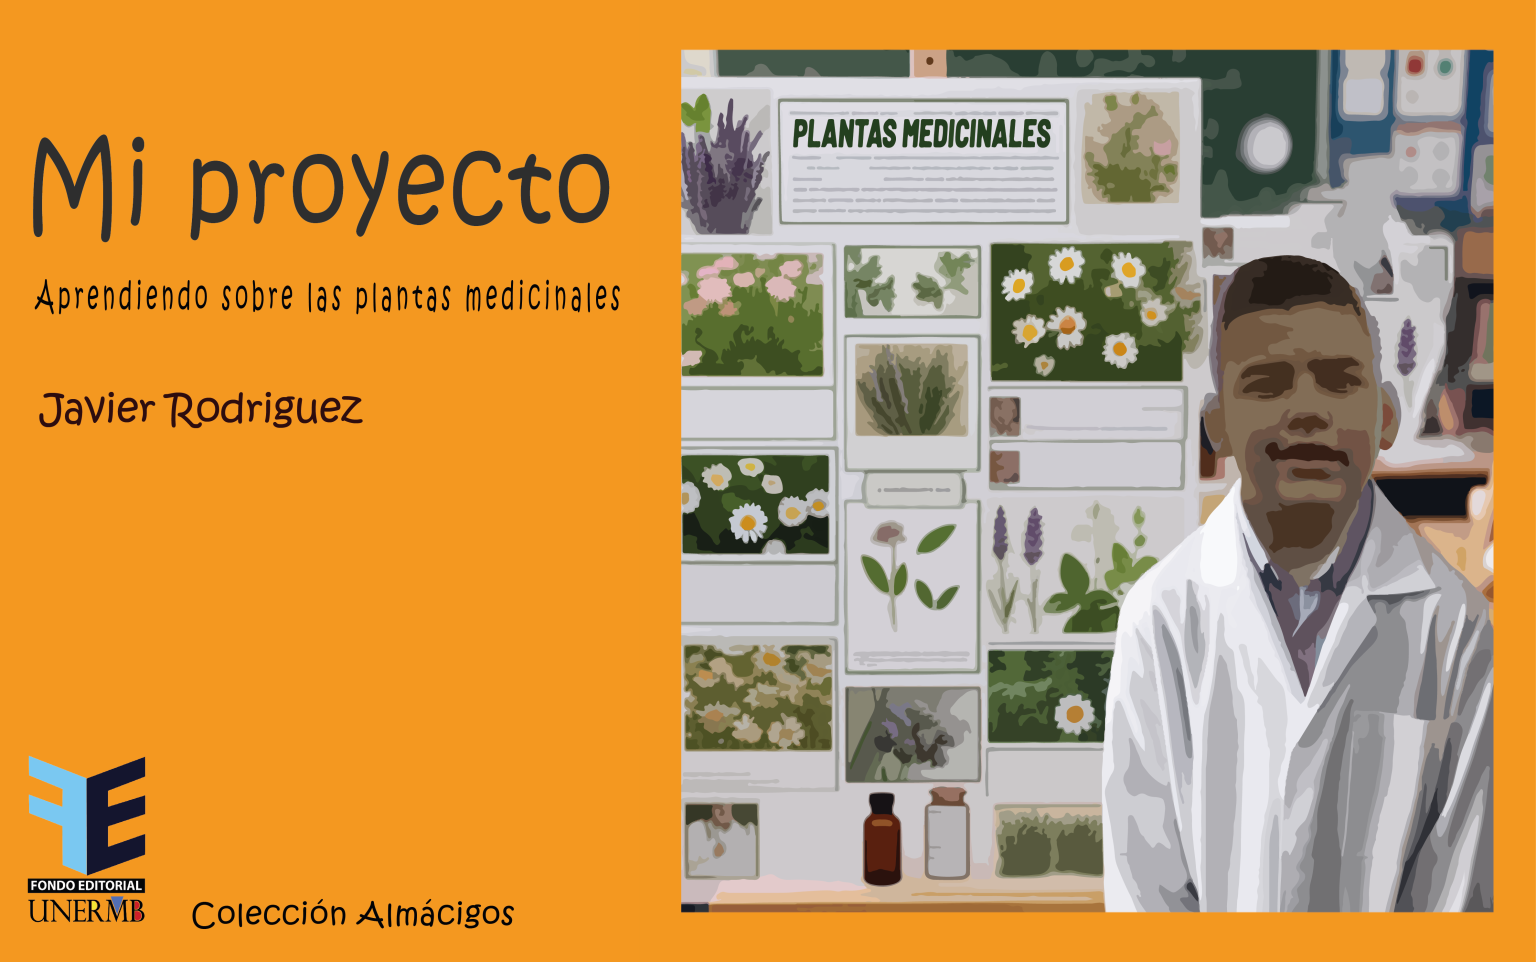 Mi proyecto
Aprendiendo sobre las plantas medicinales
Javier Rodriguez
FONDO EDITORIAL
UNERMB
Colección Almácigos
PLANTAS MEDICINALES